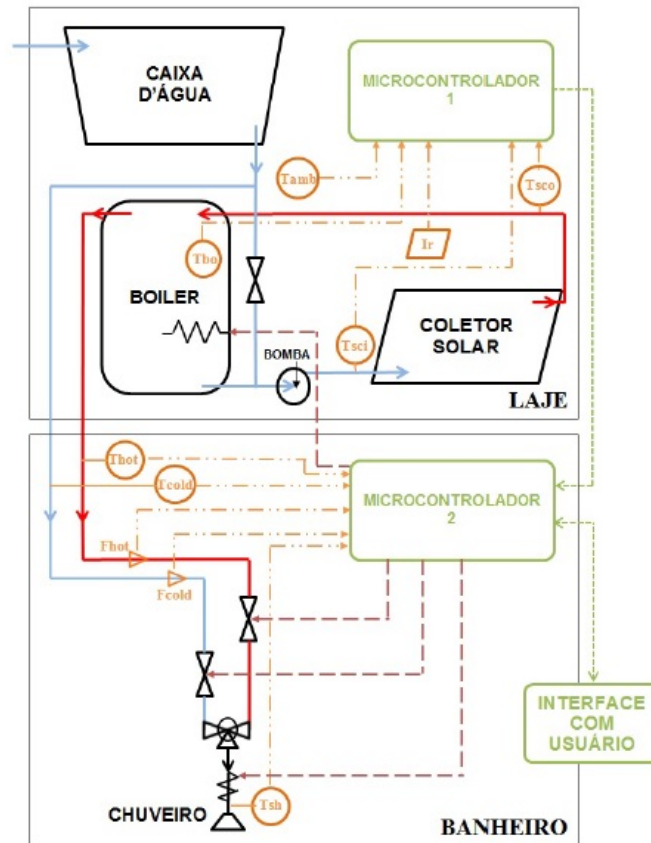 CAIXA
D'ÁGUA
MICROCONTROLADOR
1
Tamb
Tsco
Tbo
Ir
BOILER
COLETOR
SOLAR
Tsci
BOMBA
LAJE
Thot
Tcold
MICROCONTROLADOR
2
Fhot
Fcold
INTERFACE
COM
USUÁRIO
Tsh
CHUVEIRO
BANHEIRO